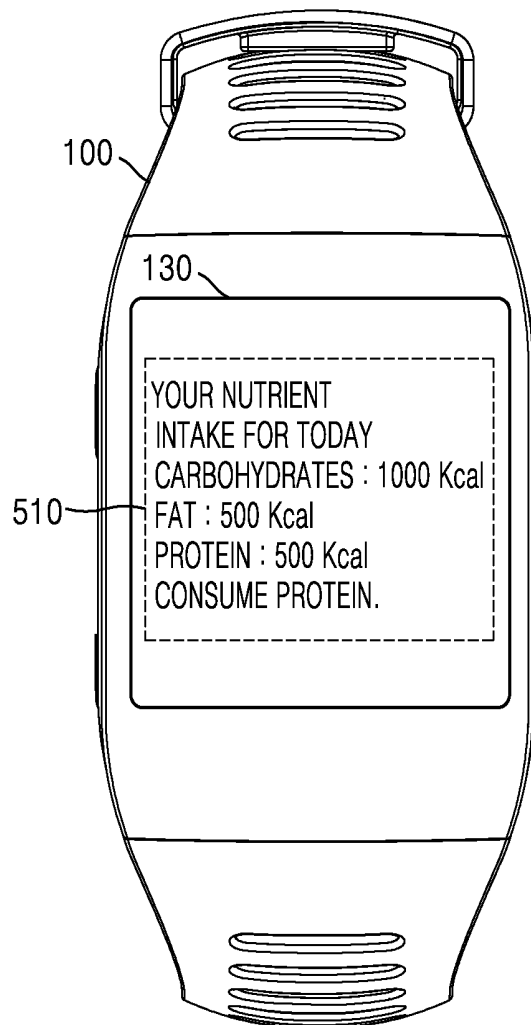 100
130
YOUR NUTRIENT
INTAKE FOR TODAY
CARBOHYDRATES : 1000 Kcal
510
FAT : 500 Kcal
PROTEIN : 500 Kcal
CONSUME PROTEIN.